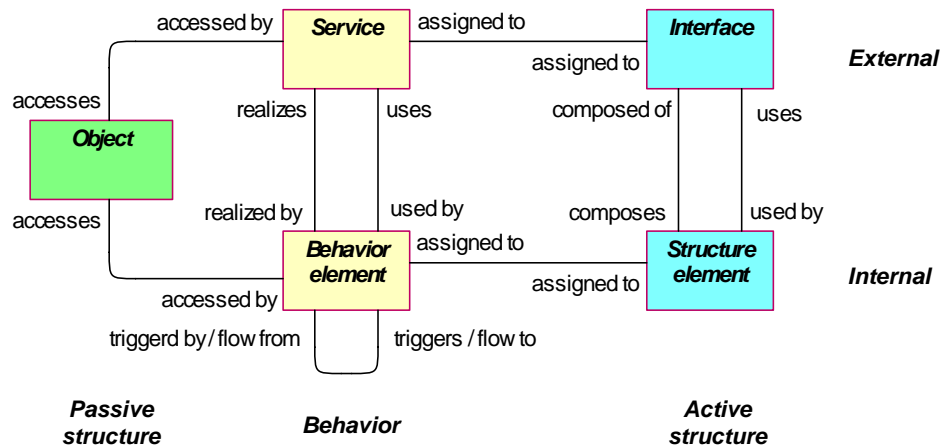 accessed by
Service
assigned to
Interface
External
assigned to
accesses
realizes
uses
composed of
uses
Object
accesses
realized by
used by
composes
used by
Behavior
element
assigned to
Structure
element
Internal
accessed by
assigned to
triggerd by / flow from
triggers / flow to
Passive
structure
Behavior
Active
structure